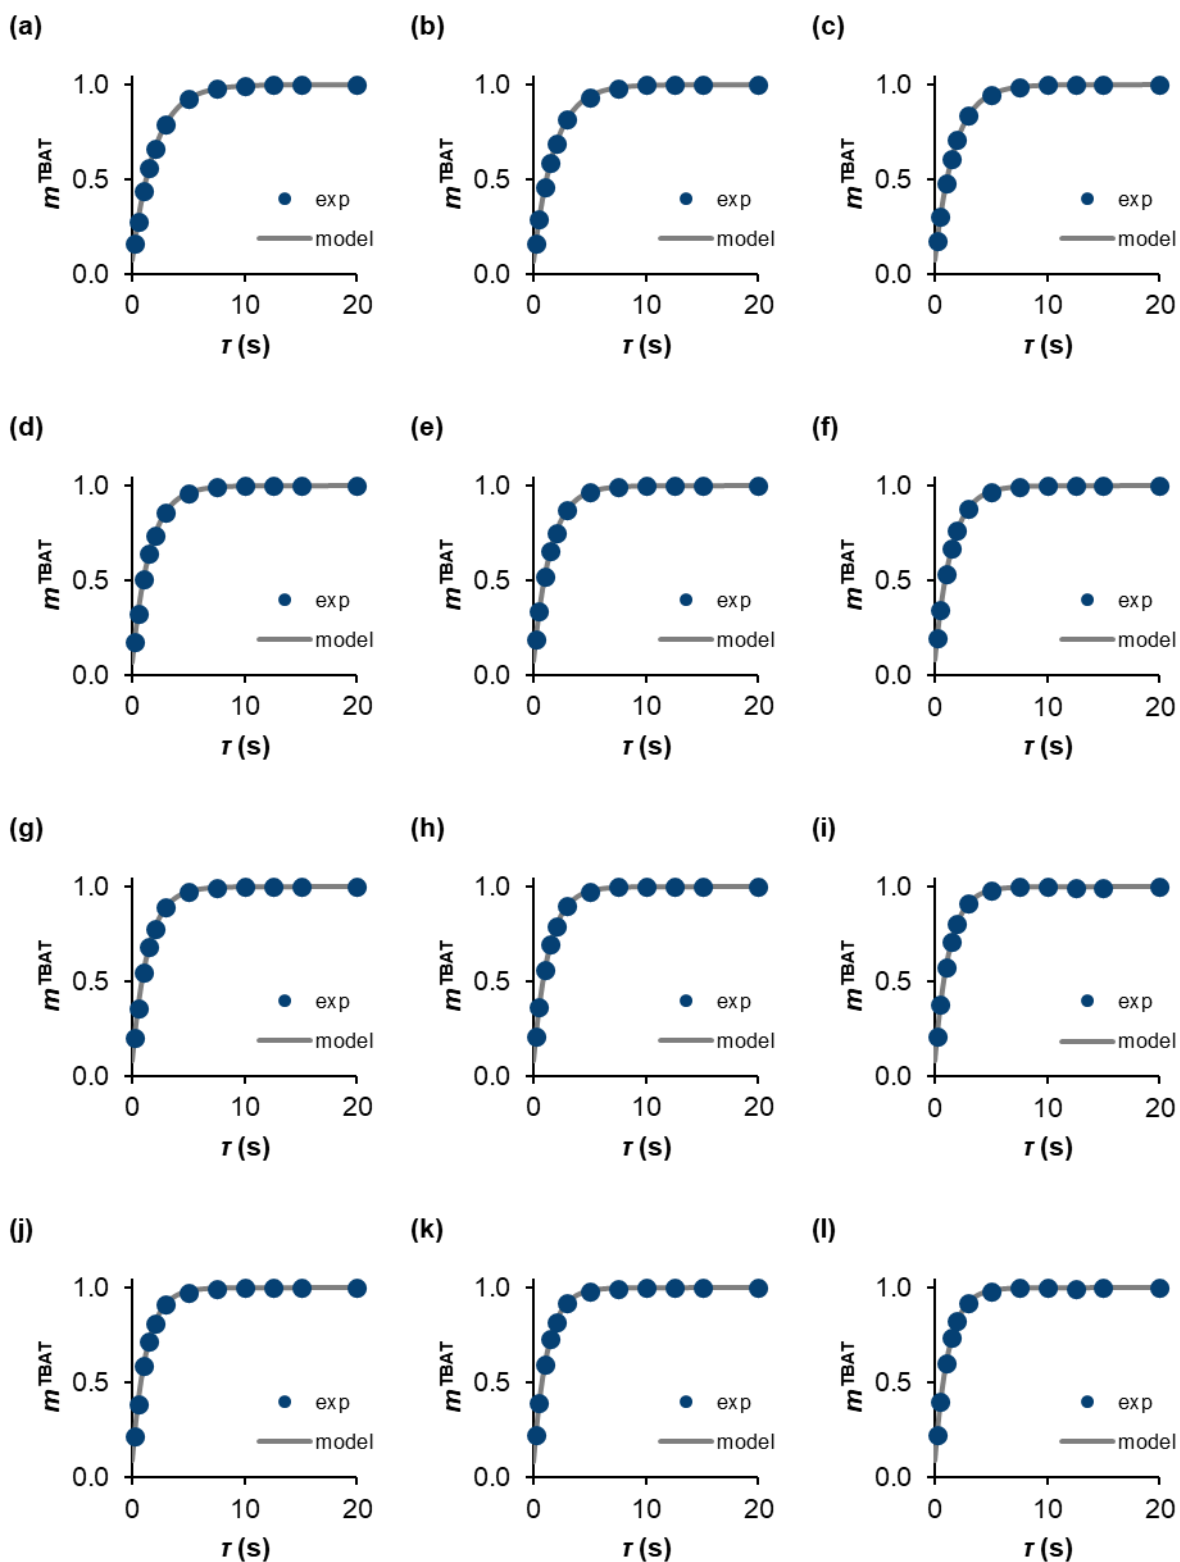 (a)
1.0
0.5
0.0
m^TBAT
exp
model
0 10 20
τ (s)
(b)
1.0
0.5
0.0
m^TBAT
exp
model
0 10 20
τ (s)
(c)
1.0
0.5
0.0
m^TBAT
exp
model
0 10 20
τ (s)
(d)
1.0
0.5
0.0
m^TBAT
exp
model
0 10 20
τ (s)
(e)
1.0
0.5
0.0
m^TBAT
exp
model
0 10 20
τ (s)
(f)
1.0
0.5
0.0
m^TBAT
exp
model
0 10 20
τ (s)
(g)
1.0
0.5
0.0
m^TBAT
exp
model
0 10 20
τ (s)
(h)
1.0
0.5
0.0
m^TBAT
exp
model
0 10 20
τ (s)
(i)
1.0
0.5
0.0
m^TBAT
exp
model
0 10 20
τ (s)
(j)
1.0
0.5
0.0
m^TBAT
exp
model
0 10 20
τ (s)
(k)
1.0
0.5
0.0
m^TBAT
exp
model
0 10 20
τ (s)
(l)
1.0
0.5
0.0
m^TBAT
exp
model
0 10 20
τ (s)